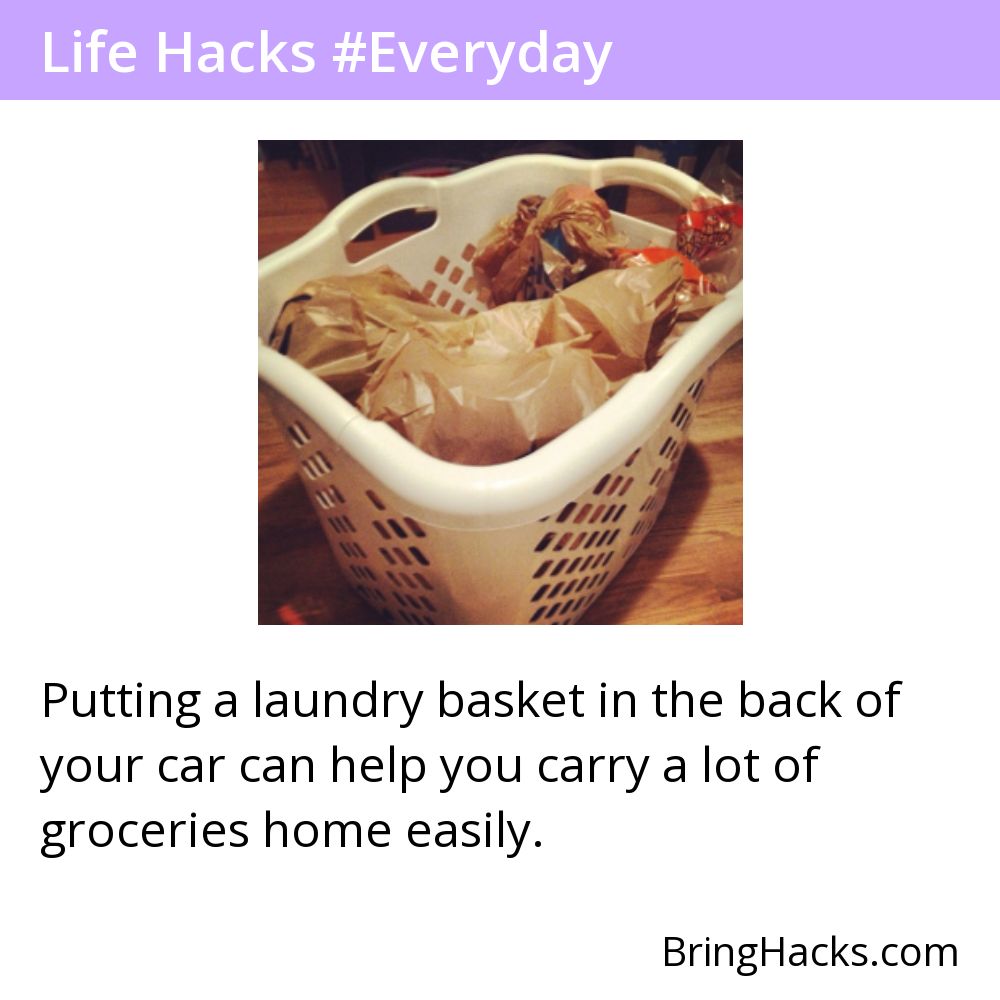 Life Hacks #Everyday
Putting a laundry basket in the back of
your car can help you carry a lot of
groceries home easily.
BringHacks.com